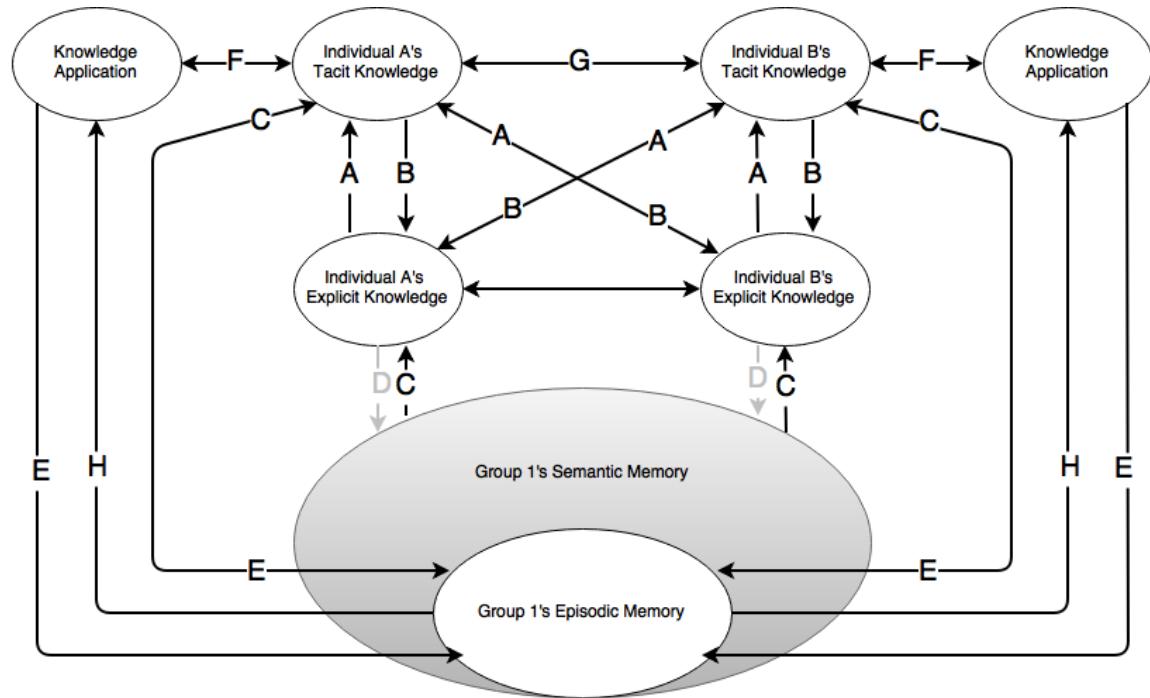 Knowledge
Application
F
Individual A's
Tacit Knowledge
G
Individual B's
Tacit Knowledge
F
Knowledge
Application
C
A
A
C
A
B
A
B
B
B
Individual A's
Explicit Knowledge
Individual B's
Explicit Knowledge
D
C
D
C
E
H
Group 1's Semantic Memory
H
E
E
E
Group 1's Episodic Memory